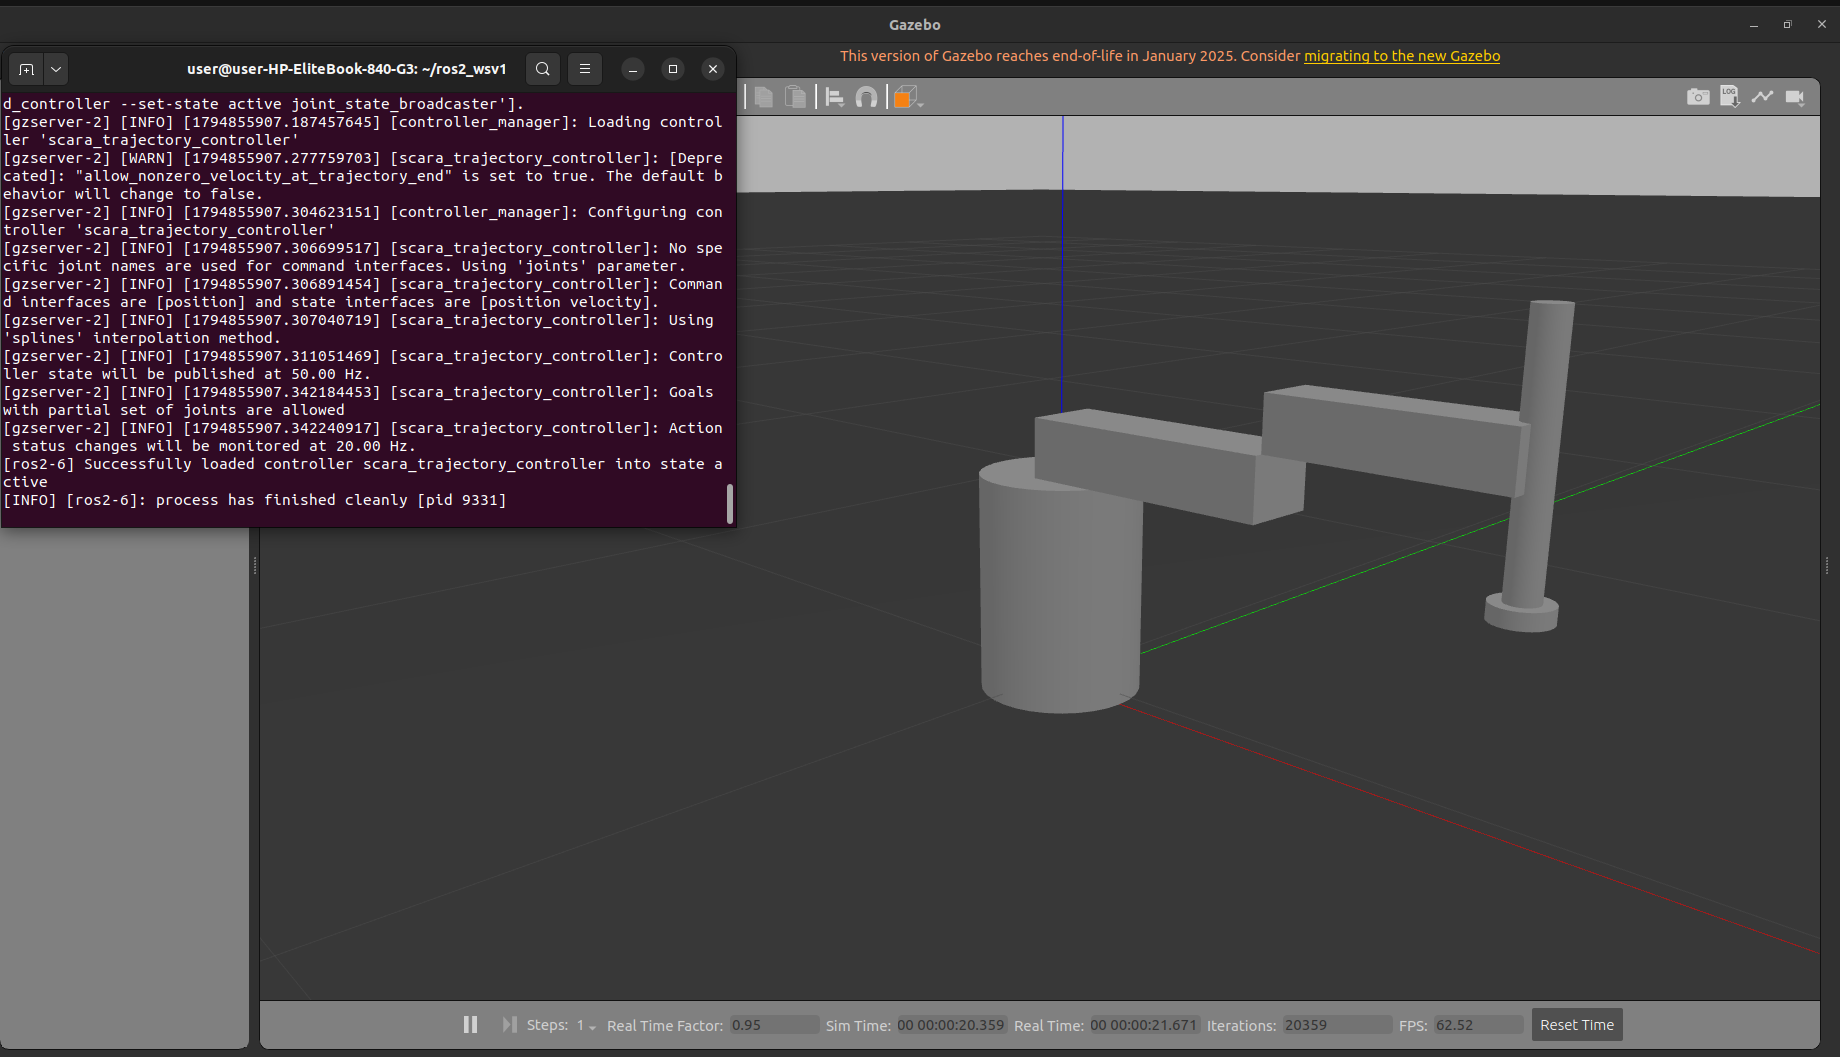 Gazebo
This version of Gazebo reaches end-of-life in January 2025. Consider migrating to the new Gazebo
user@user-HP-EliteBook-840-G3: ~/ros2_wsv1
d_controller --set-state active joint_state_broadcaster'].
[gzserver-2] [INFO] [1794855907.187457645] [controller_manager]: Loading control
ler 'scara_trajectory_controller'
[gzserver-2] [WARN] [1794855907.277759703] [scara_trajectory_controller]: [Depre
cated]: "allow_nonzero_velocity_at_trajectory_end" is set to true. The default b
ehavior will change to false.
[gzserver-2] [INFO] [1794855907.304623151] [controller_manager]: Configuring con
troller 'scara_trajectory_controller'
[gzserver-2] [INFO] [1794855907.306699517] [scara_trajectory_controller]: No spe
cific joint names are used for command interfaces. Using 'joints' parameter.
[gzserver-2] [INFO] [1794855907.306891454] [scara_trajectory_controller]: Comman
d interfaces are [position] and state interfaces are [position velocity].
[gzserver-2] [INFO] [1794855907.307040719] [scara_trajectory_controller]: Using
'splines' interpolation method.
[gzserver-2] [INFO] [1794855907.311051469] [scara_trajectory_controller]: Contro
ller state will be published at 50.00 Hz.
[gzserver-2] [INFO] [1794855907.342184453] [scara_trajectory_controller]: Goals
with partial set of joints are allowed
[gzserver-2] [INFO] [1794855907.342240917] [scara_trajectory_controller]: Action
status changes will be monitored at 20.00 Hz.
[ros2-6] Successfully loaded controller scara_trajectory_controller into state a
ctive
[INFO] [ros2-6]: process has finished cleanly [pid 9331]
LOG
Steps: 1 Real Time Factor: 0.95 Sim Time: 00 00:00:20.359 Real Time: 00 00:00:21.671 Iterations: 20359 FPS: 62.52 Reset Time